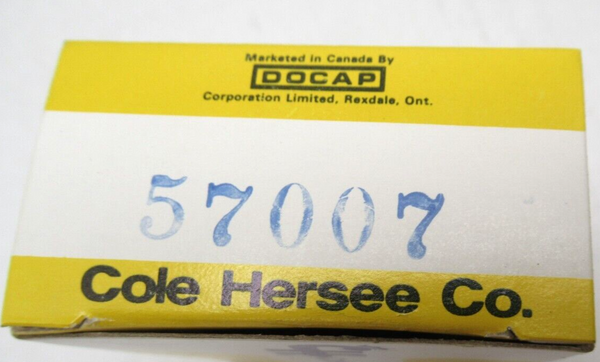 Marketed in Canada By
DOCAP
Corporation Limited, Rexdale, Ont.
57007
Cole Hersee Co.